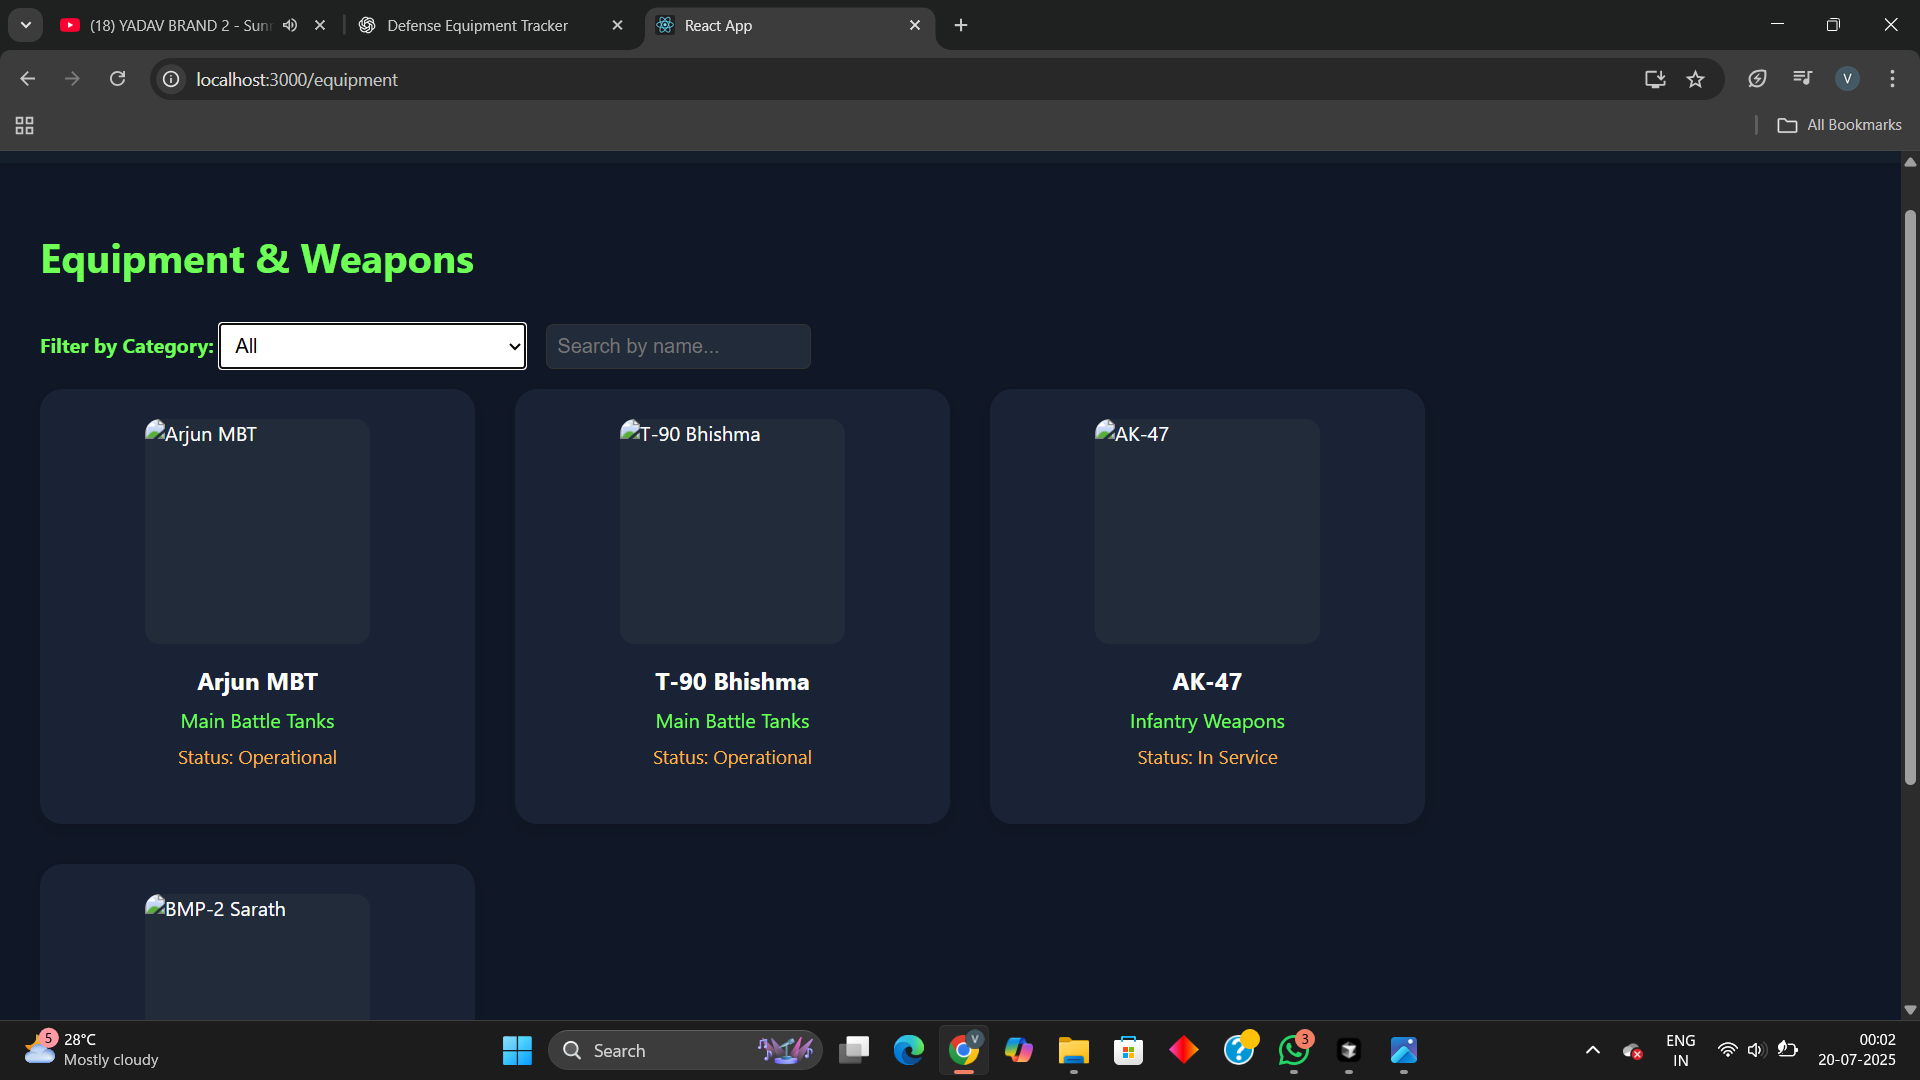 (18) YADAV BRAND 2 - Sunn
Defense Equipment Tracker
React App
localhost:3000/equipment
V
All Bookmarks
Equipment & Weapons
Filter by Category:
All
Search by name...
Arjun MBT
T-90 Bhishma
AK-47
Arjun MBT
T-90 Bhishma
AK-47
Main Battle Tanks
Main Battle Tanks
Infantry Weapons
Status: Operational
Status: Operational
Status: In Service
BMP-2 Sarath
5
28°C
Mostly cloudy
Search
V
3
ENG
IN
00:02
20-07-2025